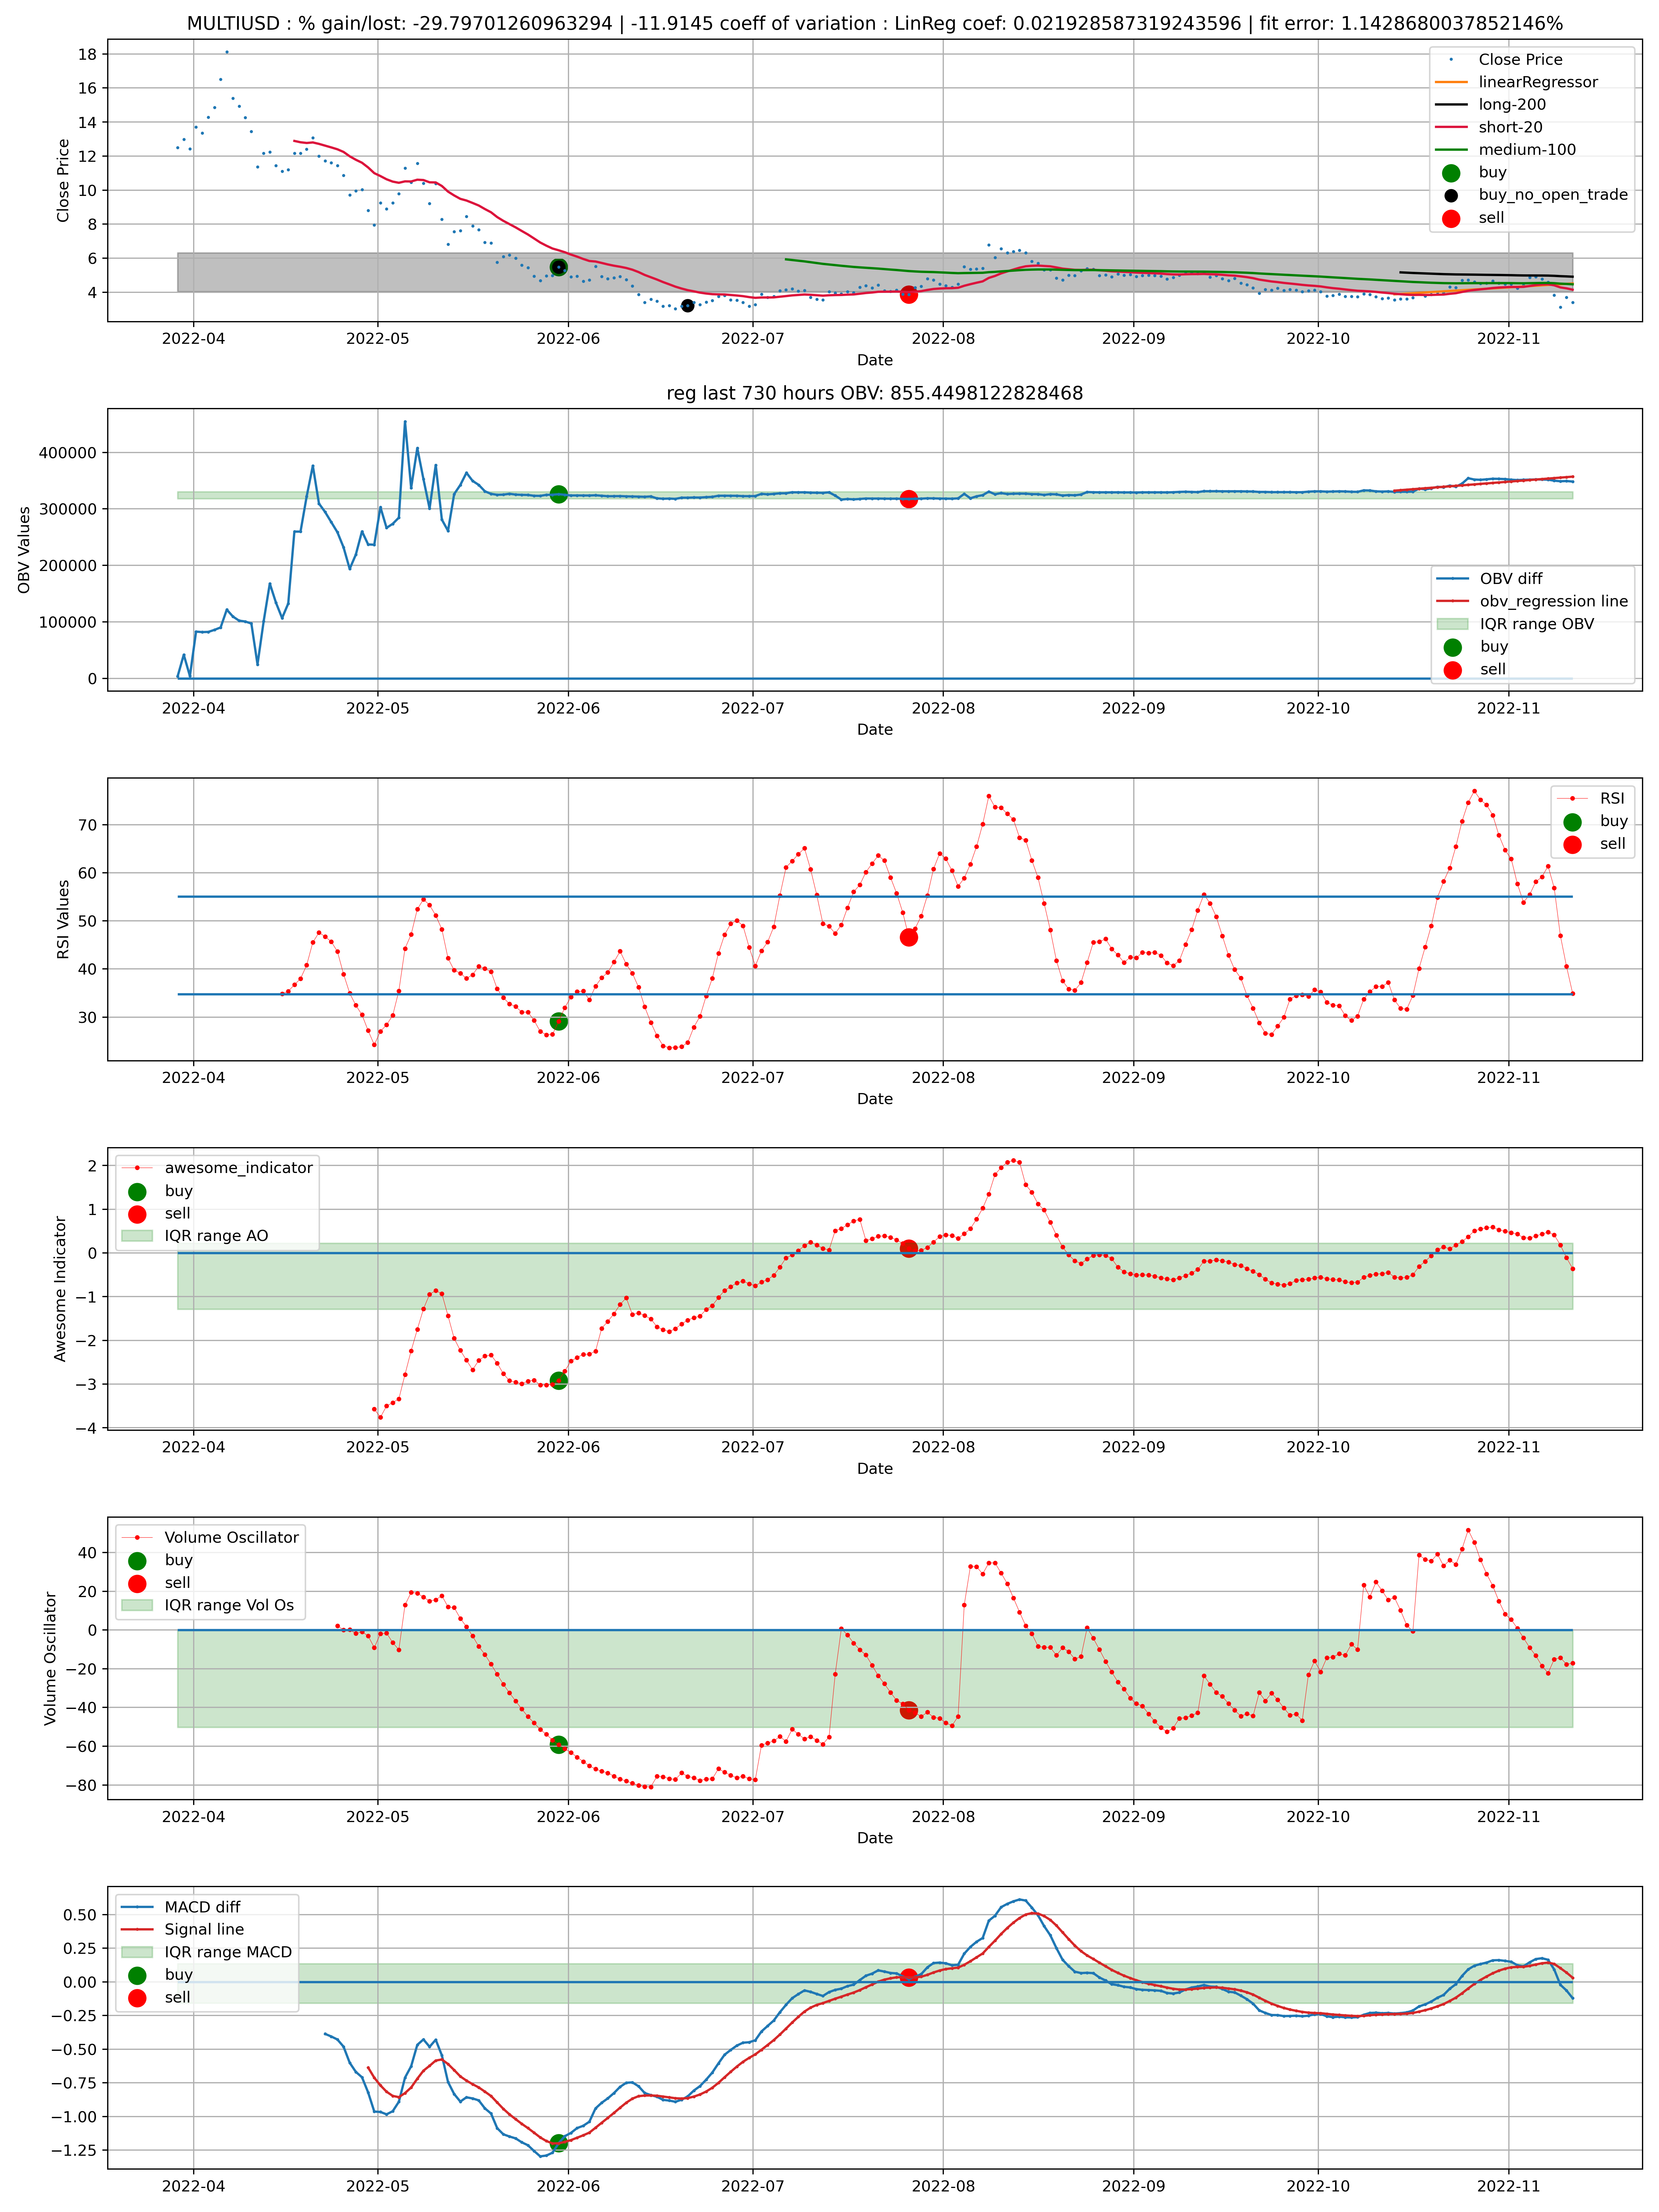 MULTIUSD : % gain/lost: -29.79701260963294 | -11.9145 coeff of variation : LinReg coef: 0.021928587319243596 | fit error: 1.1428680037852146%
Close Price
linearRegressor
long-200
short-20
medium-100
buy
buy_no_open_trade
sell
18
16
14
12
10
8
6
4
Close Price
2022-04 2022-05 2022-06 2022-07 2022-08 2022-09 2022-10 2022-11
Date
reg last 730 hours OBV: 855.4498122828468
400000
300000
200000
100000
0
OBV Values
OBV diff
obv_regression line
IQR range OBV
buy
sell
2022-04 2022-05 2022-06 2022-07 2022-08 2022-09 2022-10 2022-11
Date
RSI
buy
sell
70
60
50
40
30
RSI Values
2022-04 2022-05 2022-06 2022-07 2022-08 2022-09 2022-10 2022-11
Date
awesome_indicator
buy
sell
IQR range AO
2
1
0
−1
−2
−3
−4
Awesome Indicator
2022-04 2022-05 2022-06 2022-07 2022-08 2022-09 2022-10 2022-11
Date
Volume Oscillator
buy
sell
IQR range Vol Os
40
20
0
−20
−40
−60
−80
Volume Oscillator
2022-04 2022-05 2022-06 2022-07 2022-08 2022-09 2022-10 2022-11
Date
MACD diff
Signal line
IQR range MACD
buy
sell
0.50
0.25
0.00
−0.25
−0.50
−0.75
−1.00
−1.25
2022-04 2022-05 2022-06 2022-07 2022-08 2022-09 2022-10 2022-11